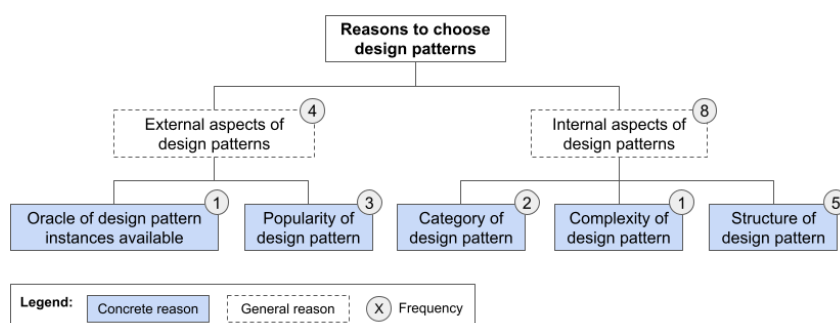 Reasons to choose
design patterns
4
External aspects of
design patterns
8
Internal aspects of
design patterns
1
Oracle of design pattern
instances available
3
Popularity of
design pattern
2
Category of
design pattern
1
Complexity of
design pattern
5
Structure of
design pattern
Legend:
Concrete reason
General reason
X
Frequency